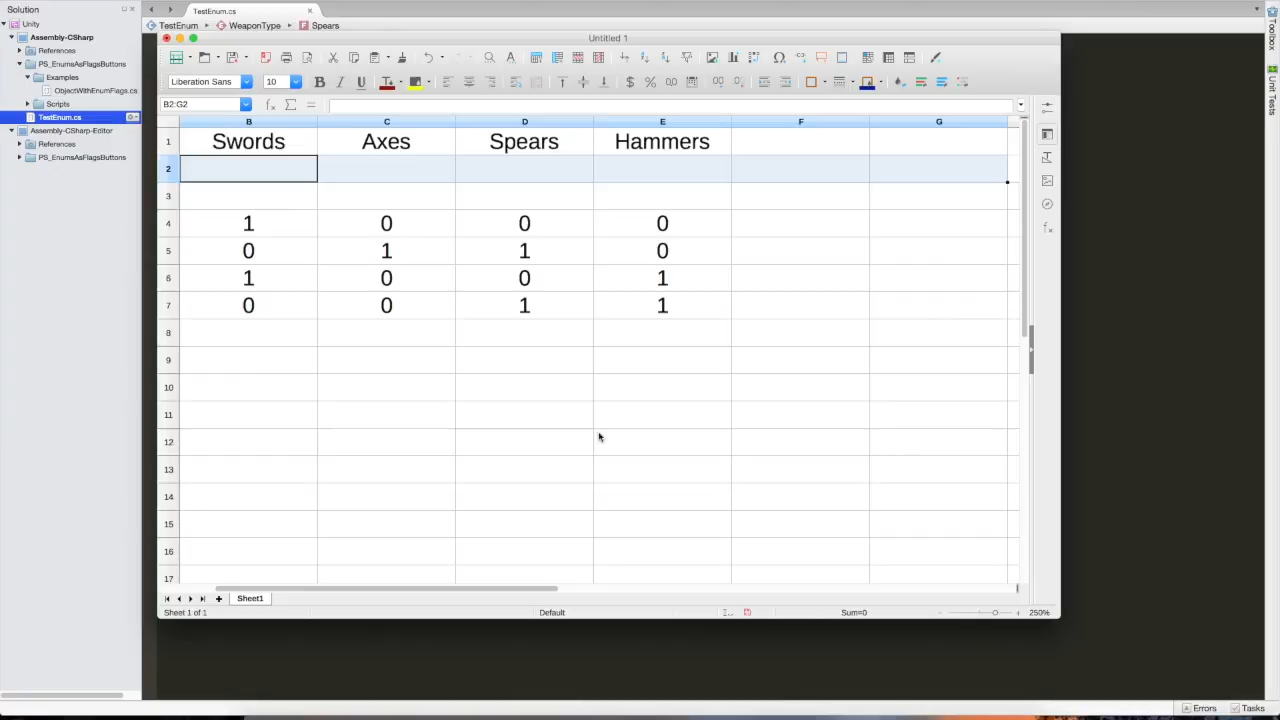 Solution
TestEnum.cs
Unity
TestEnum
WeaponType
Spears
Assembly-CSharp
References
PS_EnumsAsFlagsButtons
Examples
ObjectWithEnumFlags.cs
Scripts
TestEnum.cs
Assembly-CSharp-Editor
References
PS_EnumsAsFlagsButtons
Untitled 1
Liberation Sans
10
B2:G2
B C D E F G
1 Swords Axes Spears Hammers
2
3
4 1 0 0 0
5 0 1 1 0
6 1 0 0 1
7 0 0 1 1
8
9
10
11
12
13
14
15
16
17
Sheet1
Sheet 1 of 1
Default
Sum=0
250%
Toolbox
Unit Tests
Errors
Tasks